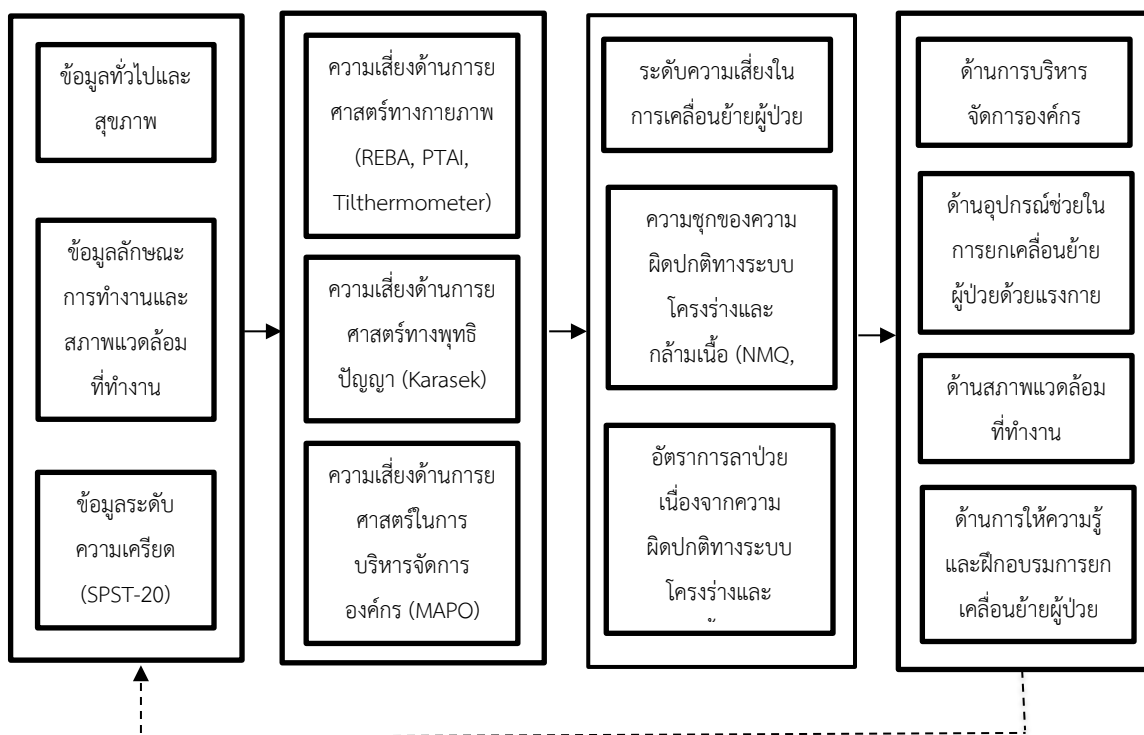 ข้อมูลทั่วไปและ
สุขภาพ
ข้อมูลลักษณะ
การทำงานและ
สภาพแวดล้อม
ที่ทำงาน
ข้อมูลระดับ
ความเครียด
(SPST-20)
ความเสี่ยงด้านการย
ศาสตร์ทางกายภาพ
(REBA, PTAI,
Tilthermometer)
ความเสี่ยงด้านการย
ศาสตร์ทางพุทธิ
ปัญญา (Karasek)
ความเสี่ยงด้านการย
ศาสตร์ในการ
บริหารจัดการ
องค์กร (MAPO)
ระดับความเสี่ยงใน
การเคลื่อนย้ายผู้ป่วย
ความชุกของความ
ผิดปกติทางระบบ
โครงร่างและ
กล้ามเนื้อ (NMQ,
อัตราการลาป่วย
เนื่องจากความ
ผิดปกติทางระบบ
โครงร่างและ
ด้านการบริหาร
จัดการองค์กร
ด้านอุปกรณ์ช่วยใน
การยกเคลื่อนย้าย
ผู้ป่วยด้วยแรงกาย
ด้านสภาพแวดล้อม
ที่ทำงาน
ด้านการให้ความรู้
และฝึกอบรมการยก
เคลื่อนย้ายผู้ป่วย